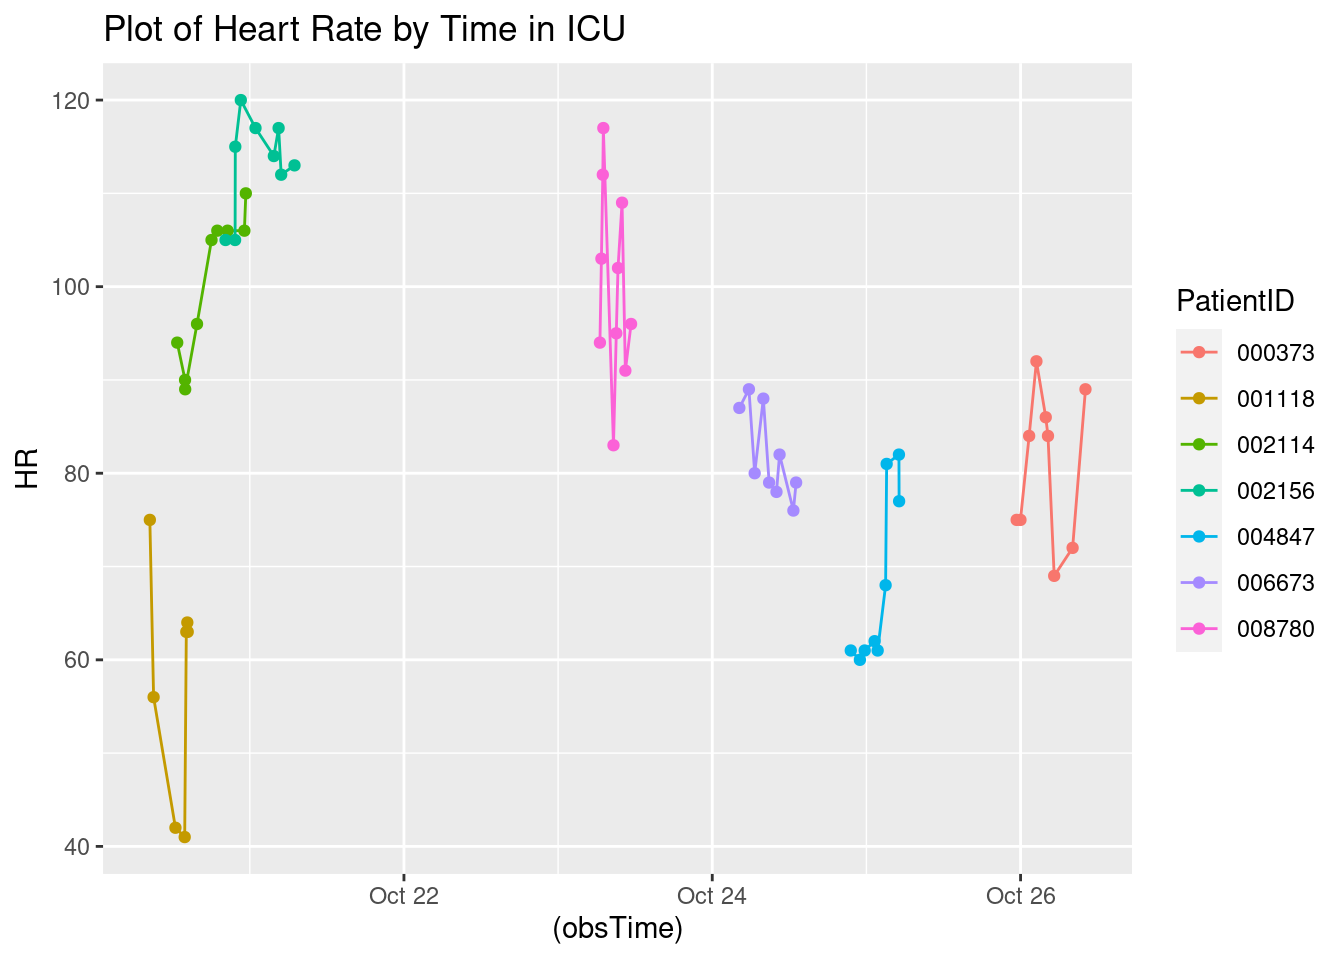 Plot of Heart Rate by Time in ICU
120
100
80
60
40
HR
Oct 22
Oct 24
Oct 26
(obsTime)
PatientID
000373
001118
002114
002156
004847
006673
008780